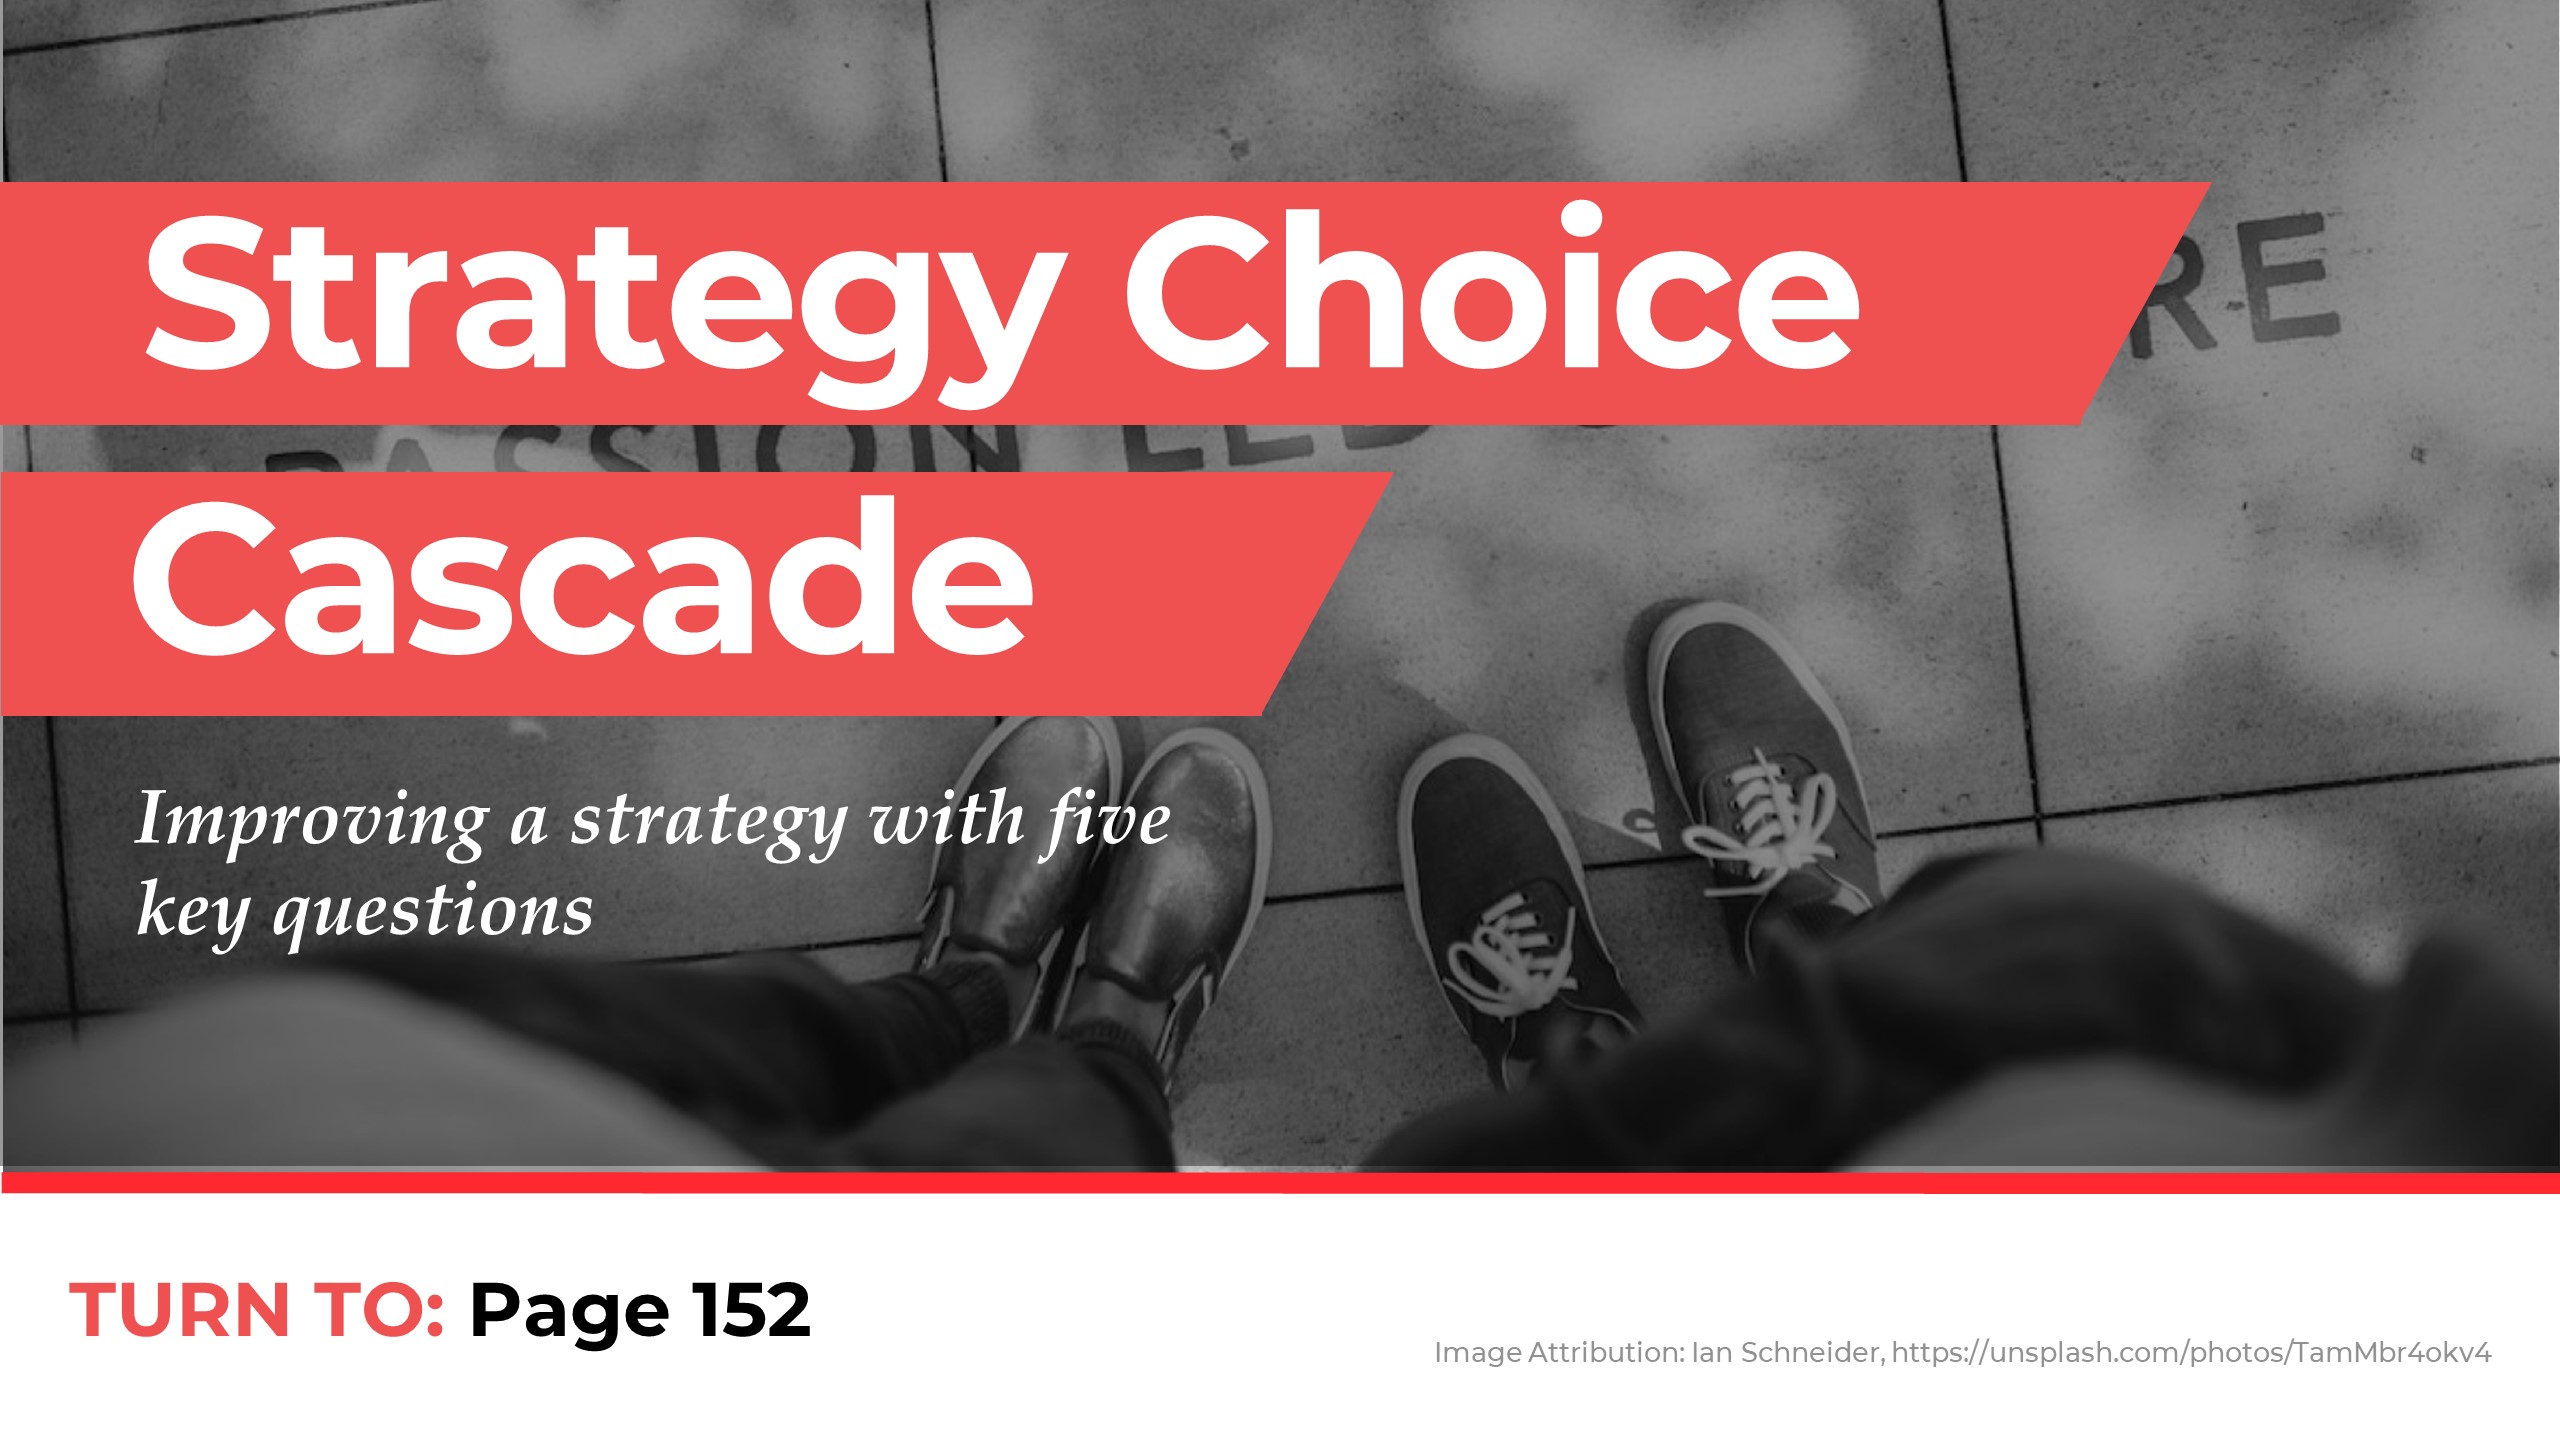 Strategy Choice
Cascade
Improving a strategy with five
key questions
TURN TO: Page 152
Image Attribution: Ian Schneider, https://unsplash.com/photos/TamMbr4okv4